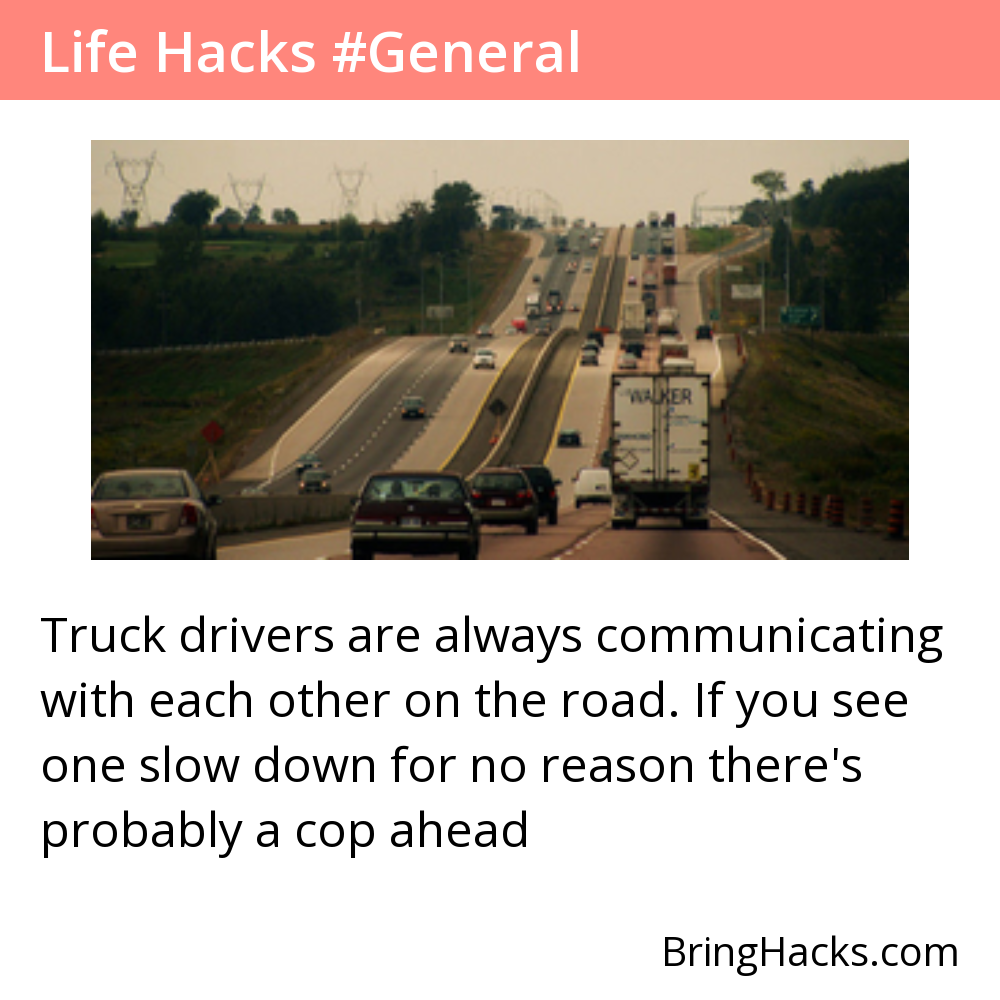 Life Hacks #General
WALKER
Truck drivers are always communicating
with each other on the road. If you see
one slow down for no reason there's
probably a cop ahead
BringHacks.com